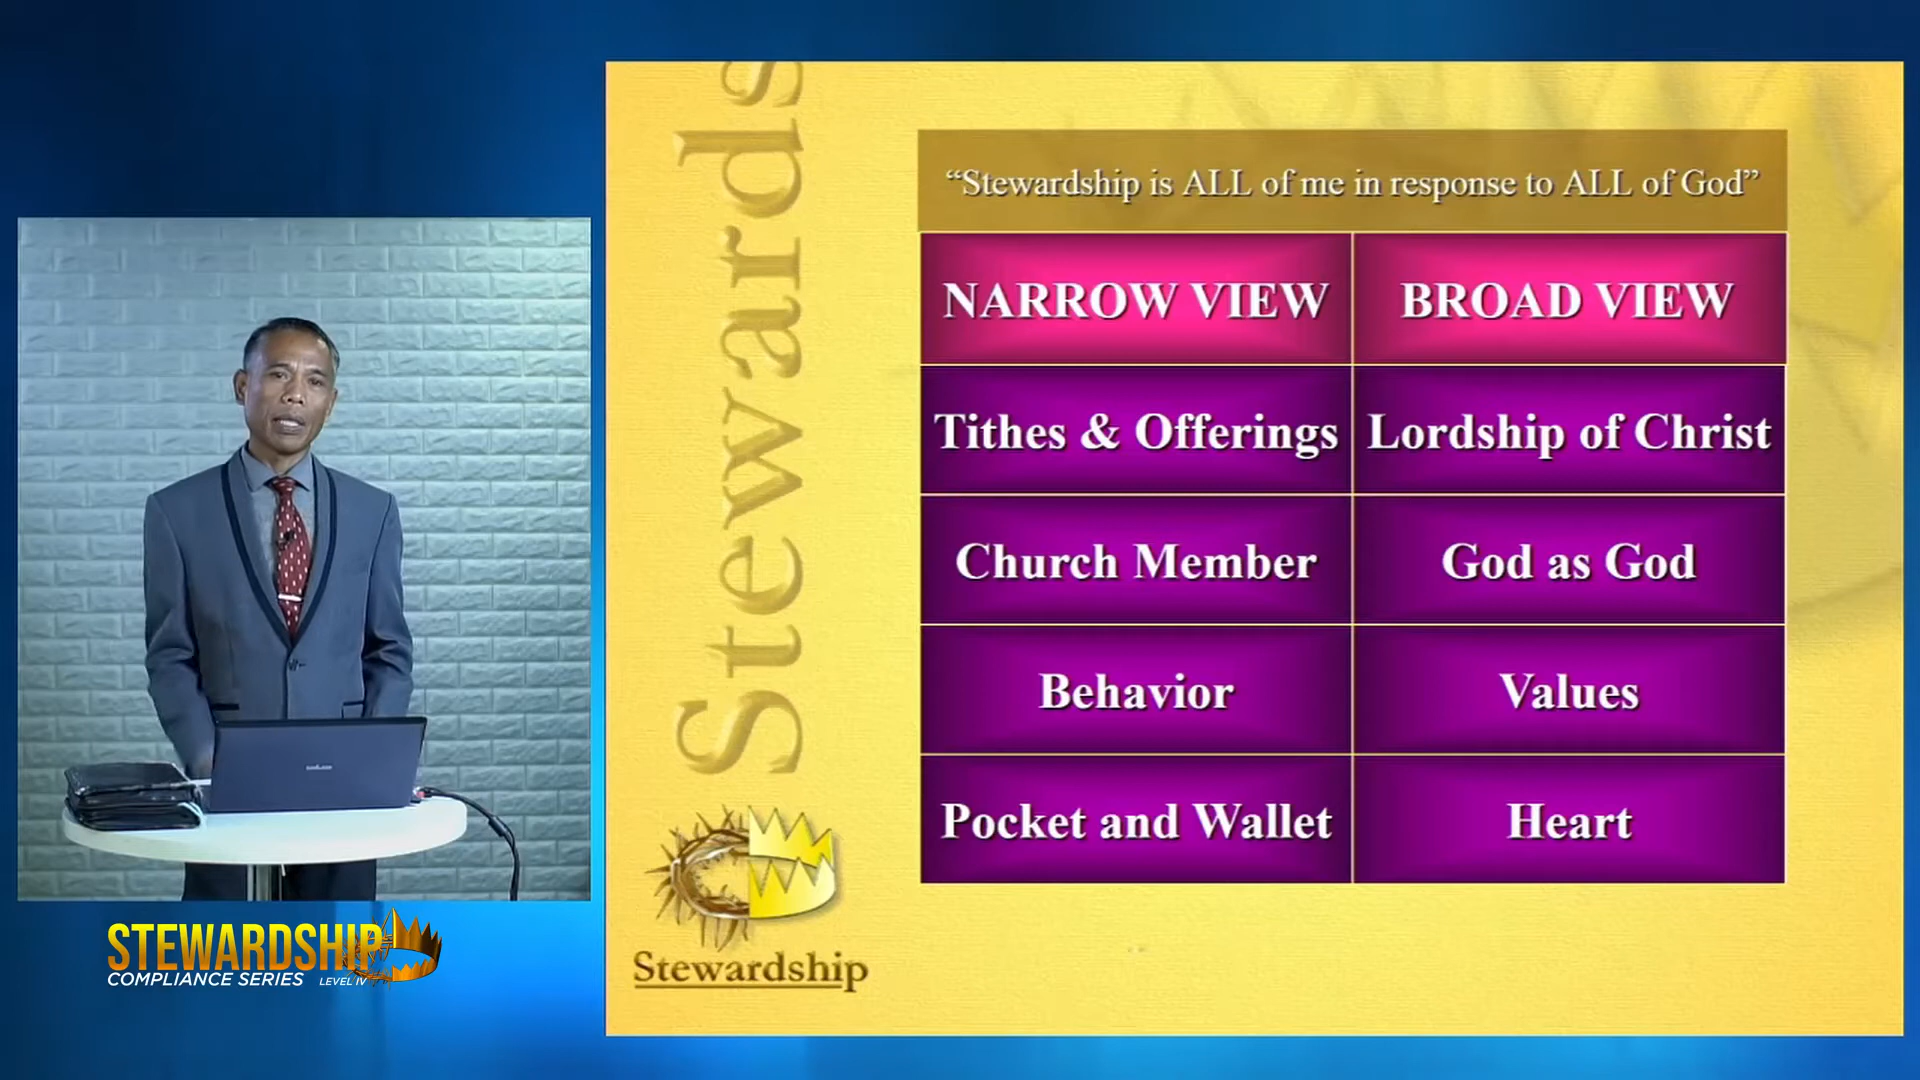 Stewards
“Stewardship is ALL of me in response to ALL of God”
NARROW VIEW BROAD VIEW
Tithes & Offerings Lordship of Christ
Church Member God as God
Behavior Values
Pocket and Wallet Heart
Stewardship
STEWARDSHIP
COMPLIANCE SERIES LEVEL IV